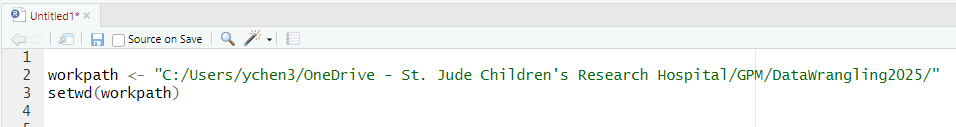 Untitled1*
Source on Save
1
2 workpath <- "C:/Users/ychen3/OneDrive - St. Jude Children's Research Hospital/GPM/DataWrangling2025/"
3 setwd(workpath)
4